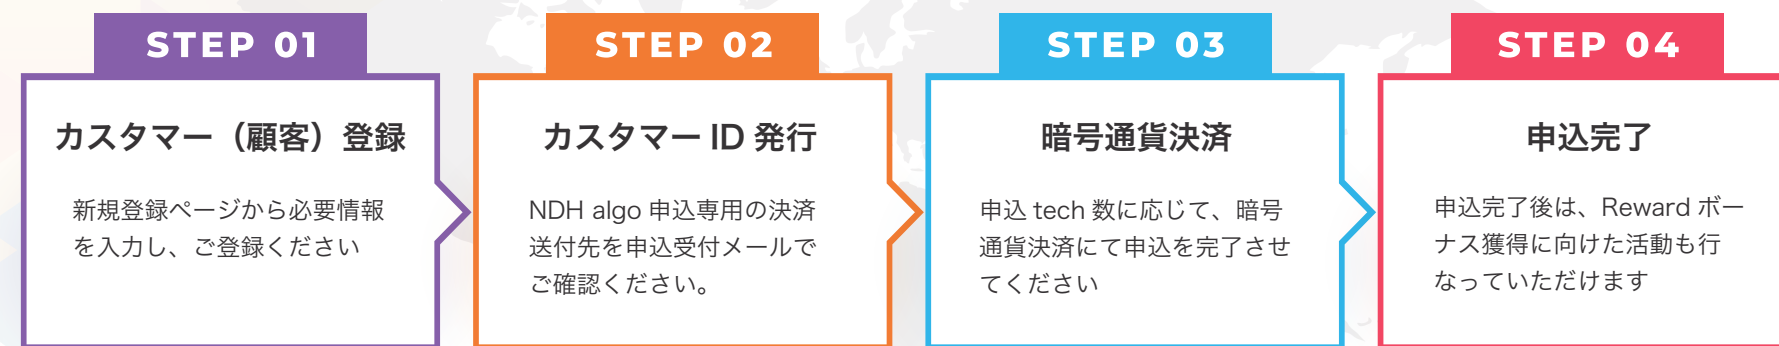 STEP 01
カスタマー（顧客）登録
新規登録ページから必要情報
を入力し、ご登録ください
STEP 02
カスタマー ID 発行
NDH algo 申込専用の決済
送付先を申込受付メールで
ご確認ください。
STEP 03
暗号通貨決済
申込 tech 数に応じて、暗号
通貨決済にて申込を完了させ
てください
STEP 04
申込完了
申込完了後は、Reward ボー
ナス獲得に向けた活動も行
なっていただけます